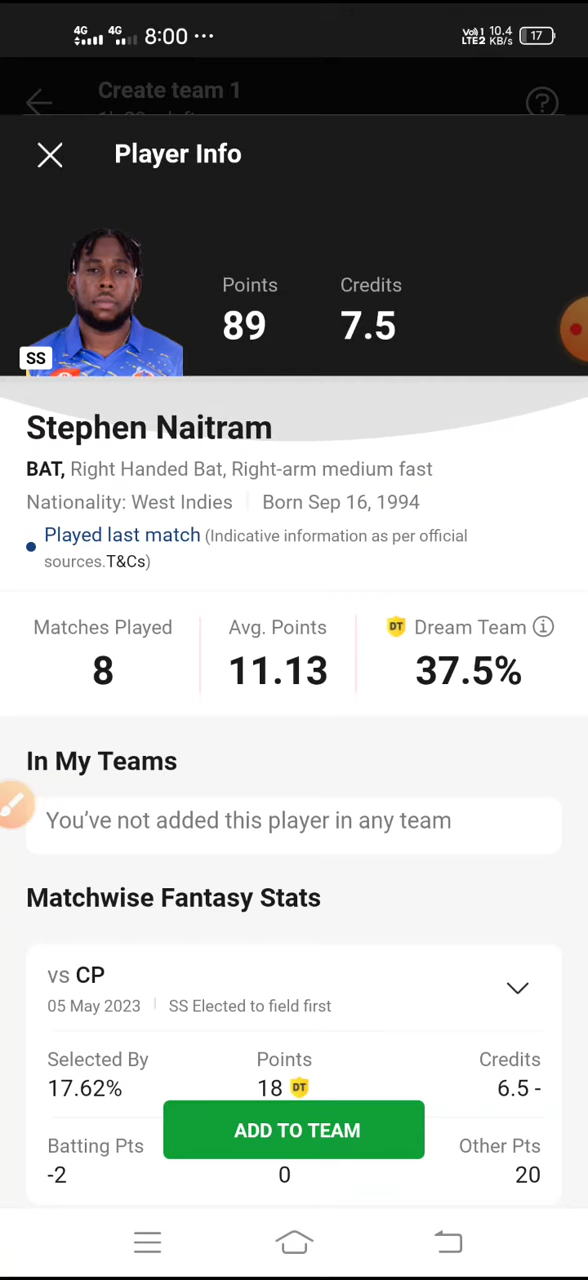 4G 4G 8:00 ··· Vo) 1 LTE2 10.4 KB/s 17
Create team 1
Player Info
Points
Credits
89
7.5
SS
Stephen Naitram
BAT, Right Handed Bat, Right-arm medium fast
Nationality: West Indies | Born Sep 16, 1994
Played last match (Indicative information as per official
sources.T&Cs)
Matches Played
Avg. Points
DT Dream Team
8
11.13
37.5%
In My Teams
You've not added this player in any team
Matchwise Fantasy Stats
vs CP
05 May 2023 | SS Elected to field first
Selected By
Points
Credits
17.62%
18 DT
6.5 -
ADD TO TEAM
Batting Pts
Other Pts
-2
0
20